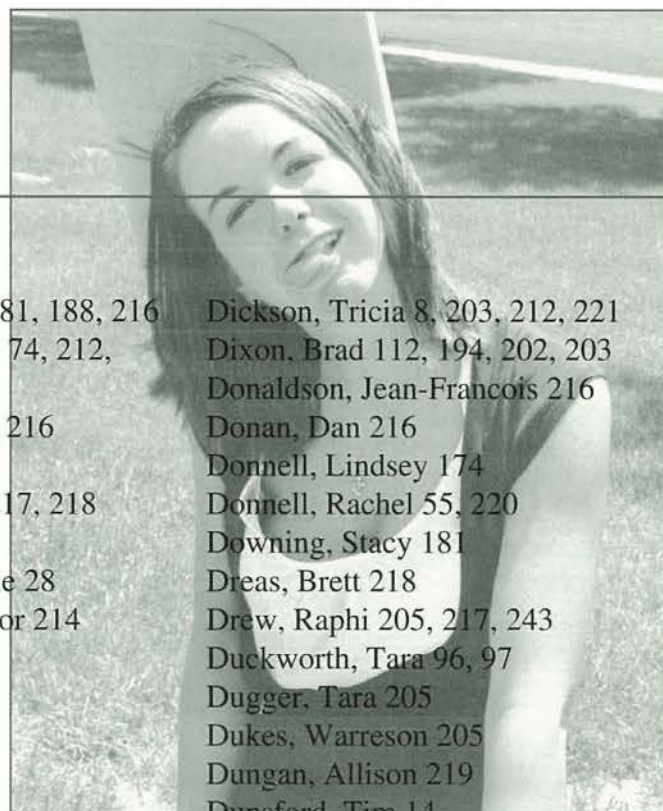 81, 188, 216
74, 212,
216
17, 218
e 28
or 214
Dickson, Tricia 8, 203, 212, 221
Dixon, Brad 112, 194, 202, 203
Donaldson, Jean-Francois 216
Donan, Dan 216
Donnell, Lindsey 174
Donnell, Rachel 55, 220
Downing, Stacy 181
Dreas, Brett 218
Drew, Raphi 205, 217, 243
Duckworth, Tara 96, 97
Dugger, Tara 205
Dukes, Warreson 205
Dungan, Allison 219
Dunsford, Tim 14